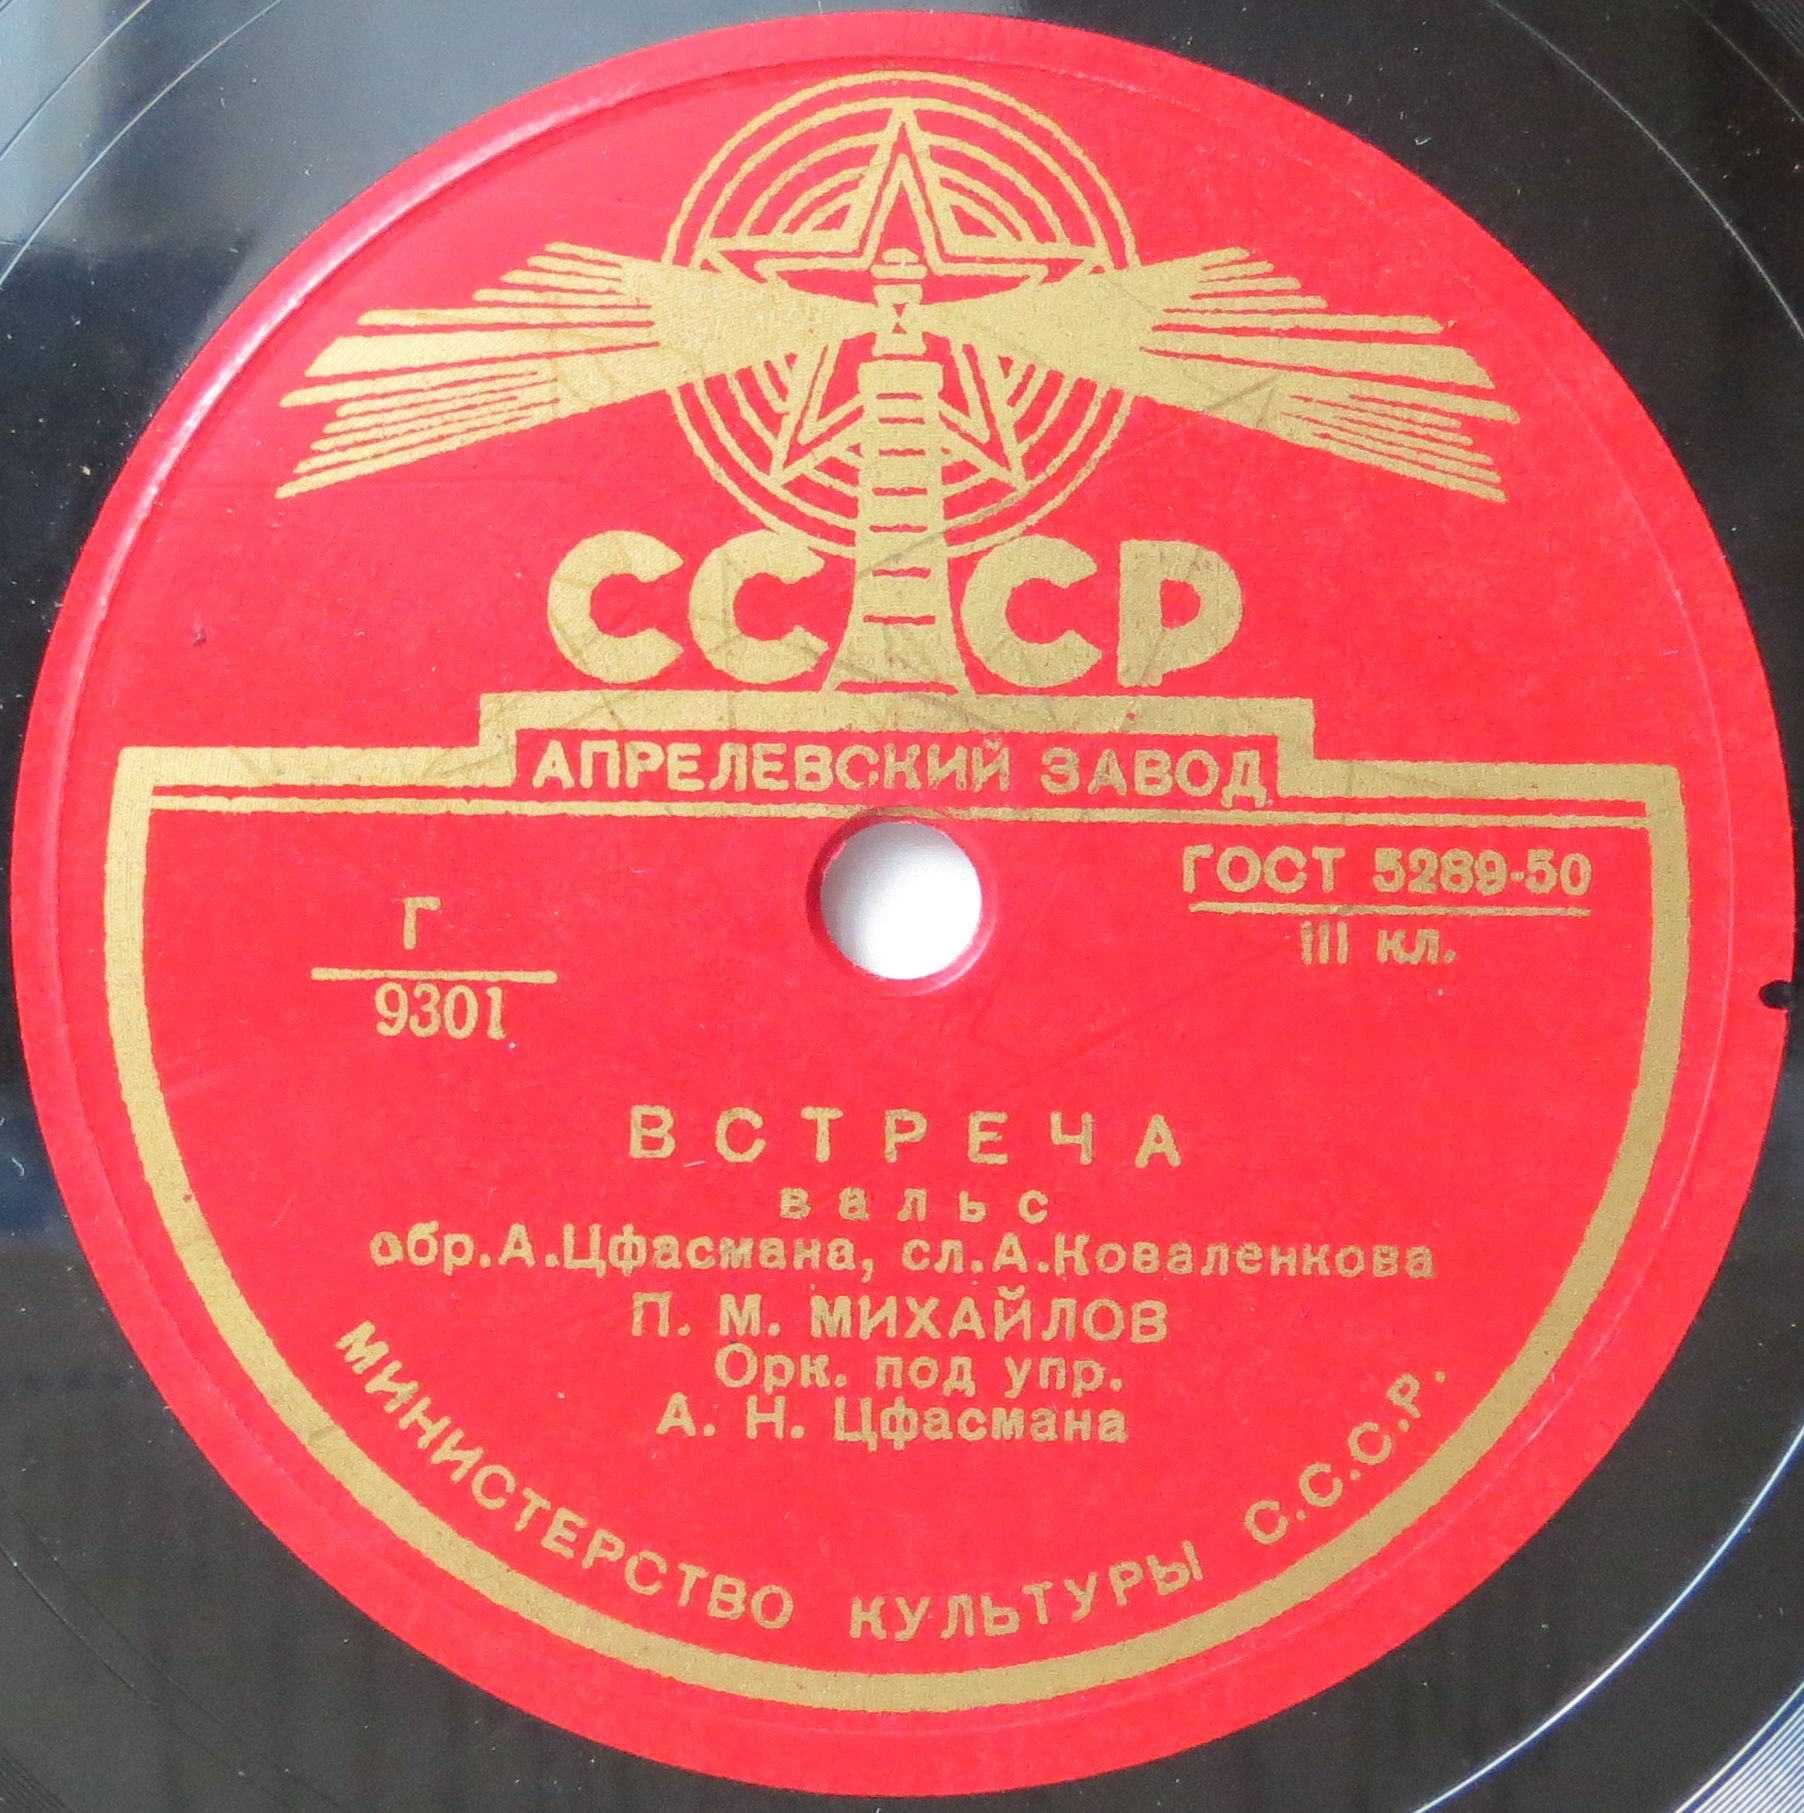 СССР
АПРЕЛЕВСКИЙ ЗАВОД
ГОСТ 5289-50
III кл.
Г
9301
ВСТРЕЧА
вальс
обр. А. Цфасмана, сл. А. Коваленкова
П. М. МИХАЙЛОВ
Орк. под упр.
А. Н. Цфасмана
МИНИСТЕРСТВО КУЛЬТУРЫ С.С.С.Р.